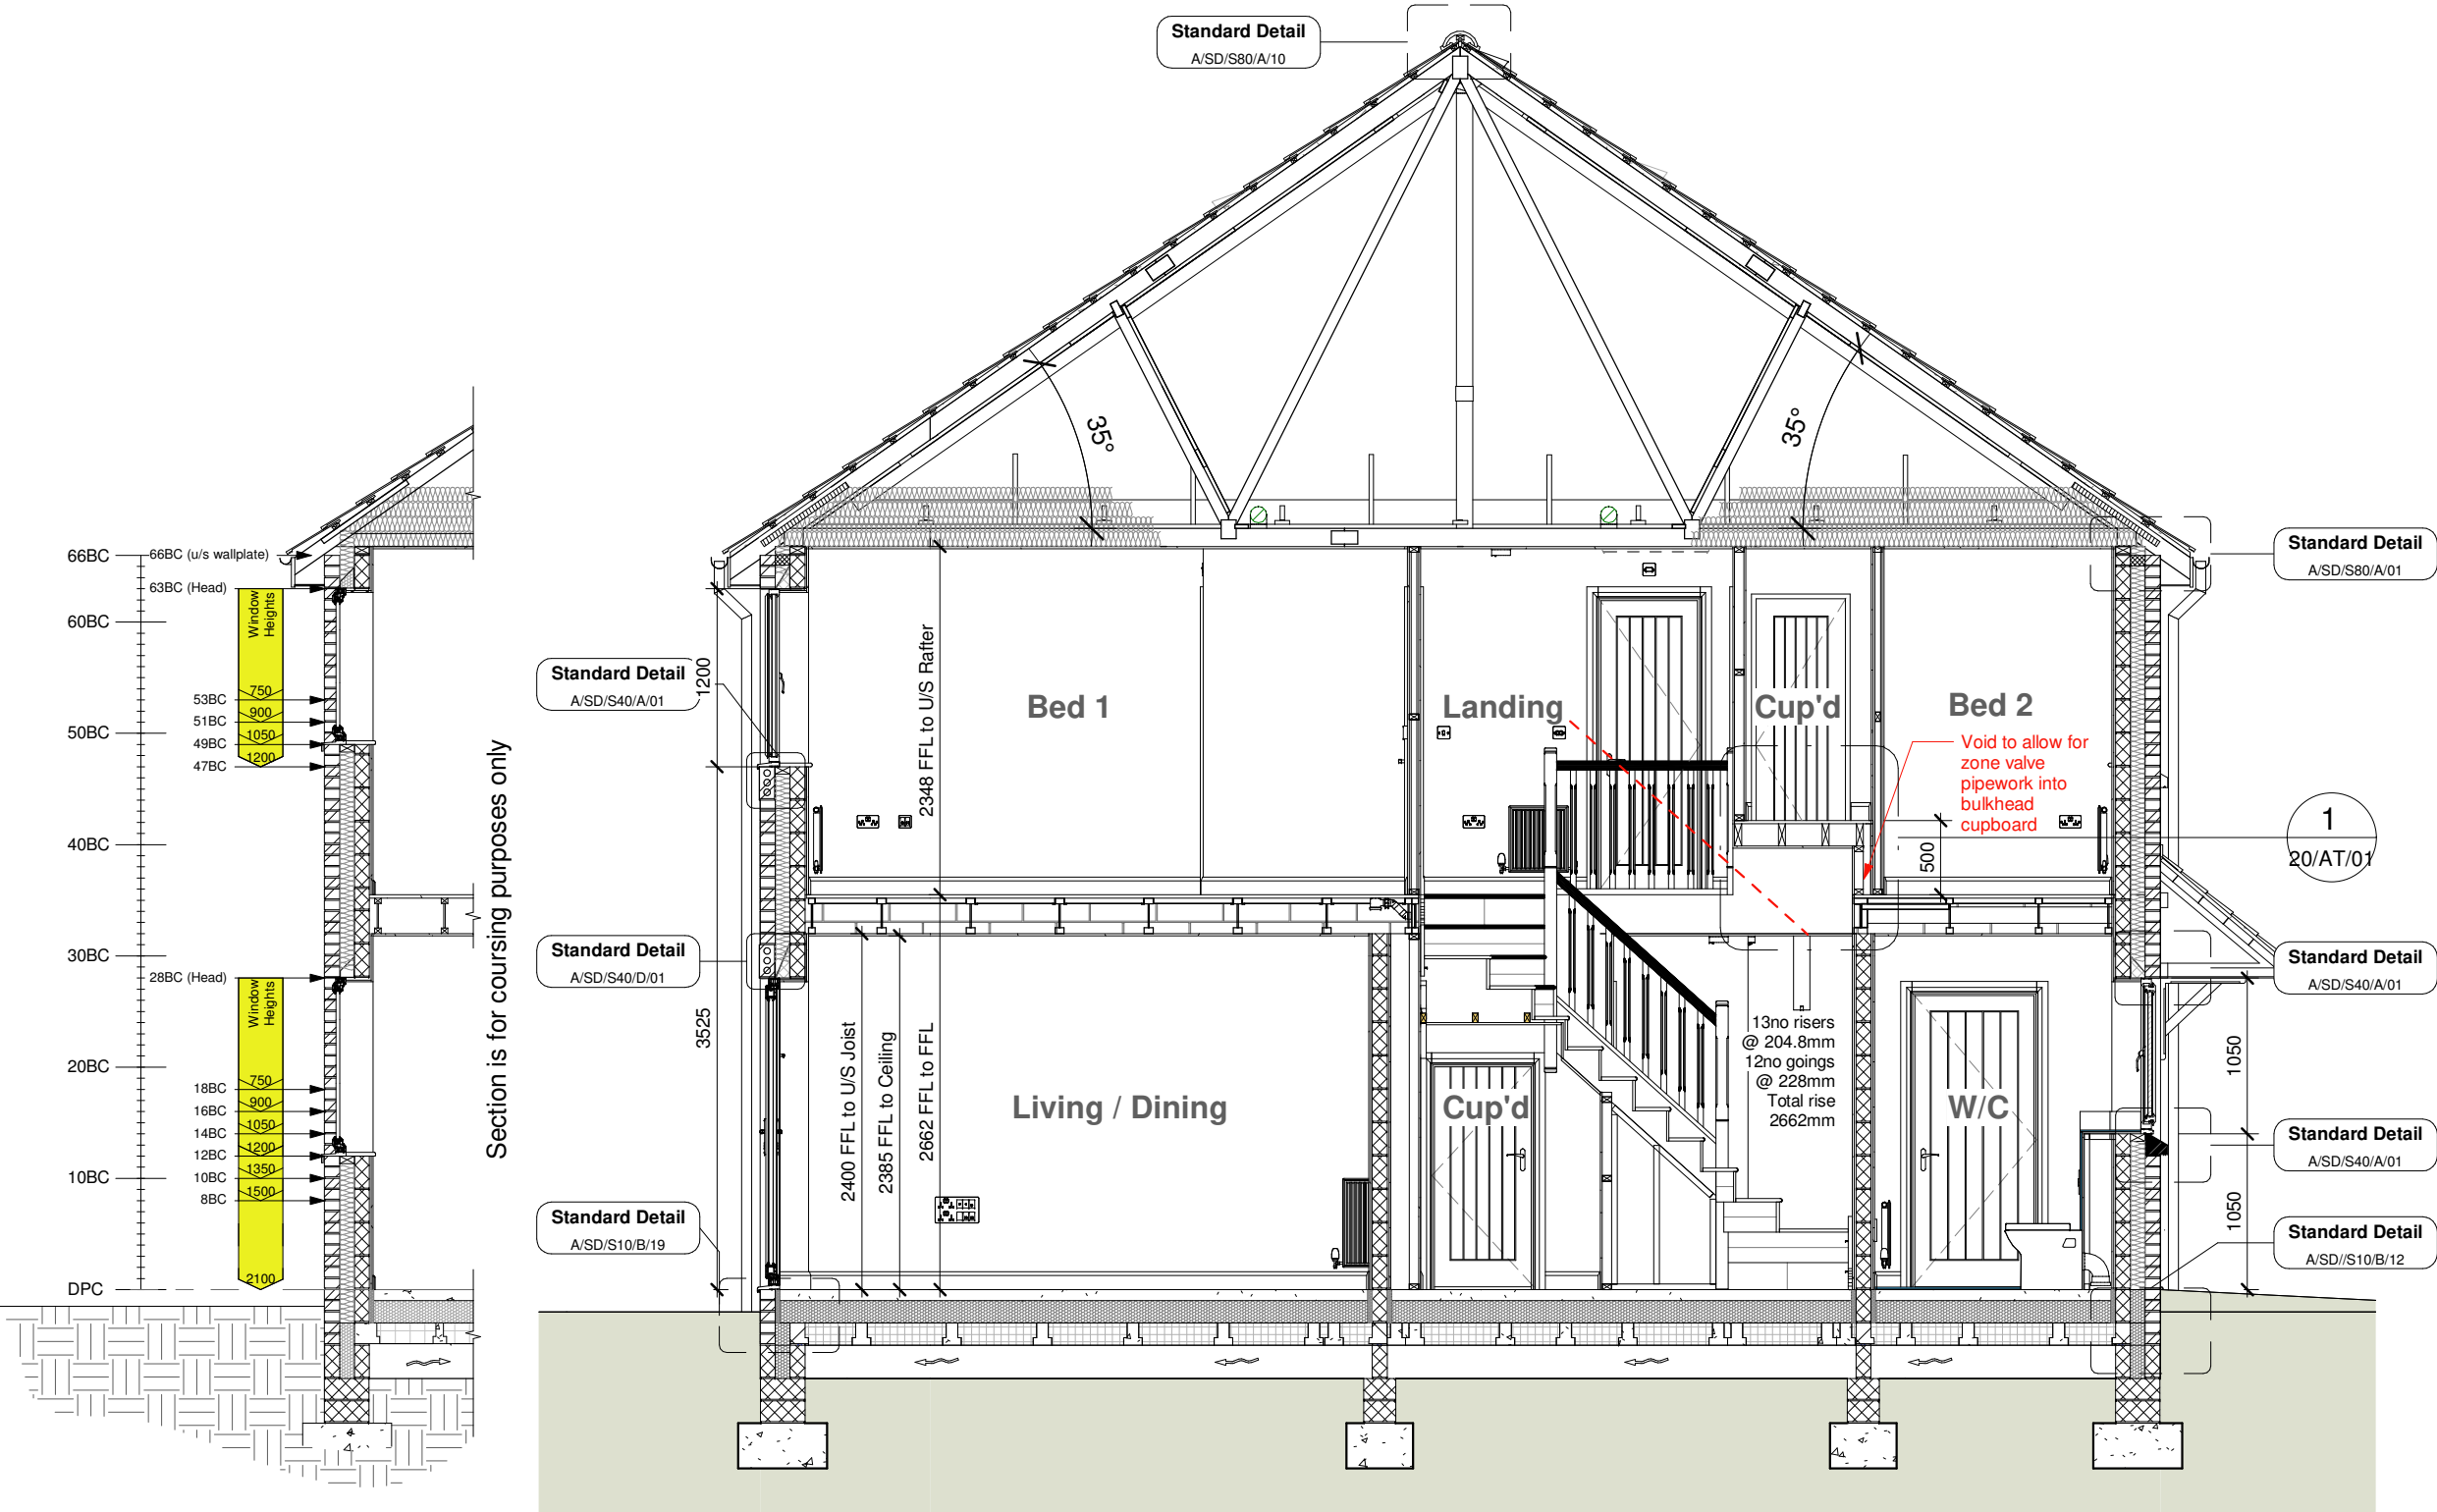 Standard Detail
A/SD/S80/A/10
35°
35°
66BC
66BC (u/s wallplate)
63BC (Head)
60BC
Window
Heights
750
53BC
900
51BC
50BC
1050
49BC
1200
47BC
40BC
30BC
28BC (Head)
Window
Heights
20BC
750
18BC
900
16BC
1050
14BC
1200
12BC
10BC
1350
10BC
1500
8BC
2100
DPC
Section is for coursing purposes only
Standard Detail
A/SD/S40/A/01
1200
Standard Detail
A/SD/S40/D/01
3525
Standard Detail
A/SD/S10/B/19
2348 FFL to U/S Rafter
Bed 1
Landing
Cup'd
Bed 2
Void to allow for
zone valve
pipework into
bulkhead
cupboard
500
1
20/AT/01
Standard Detail
A/SD/S80/A/01
2400 FFL to U/S Joist
2385 FFL to Ceiling
2662 FFL to FFL
Living / Dining
Cup'd
13no risers
@ 204.8mm
12no goings
@ 228mm
Total rise
2662mm
W/C
1050
1050
Standard Detail
A/SD/S40/A/01
Standard Detail
A/SD/S40/A/01
Standard Detail
A/SD//S10/B/12